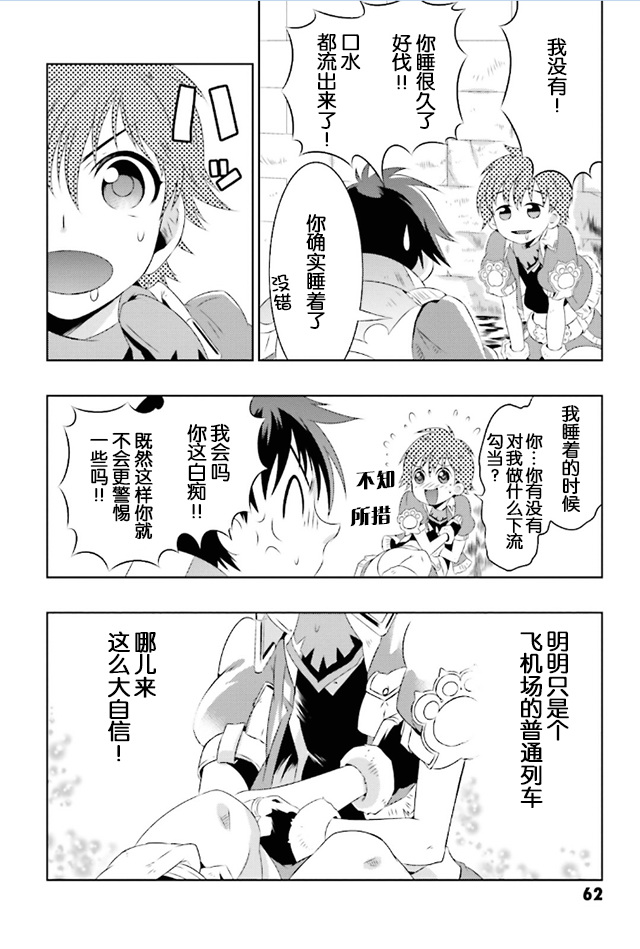 我没有！
你睡很久了
好伐!!
口水
都流出来了！
你确实睡着了
没错
ハッ
我睡着的时候
你…你有没有
对我做什么下流
勾当？
不知
所措
我会吗
你这白痴!!
既然这样你就
不会更警惕
一些吗!!
明明只是个
飞机场的普通列车
哪儿来
这么大自信！
62